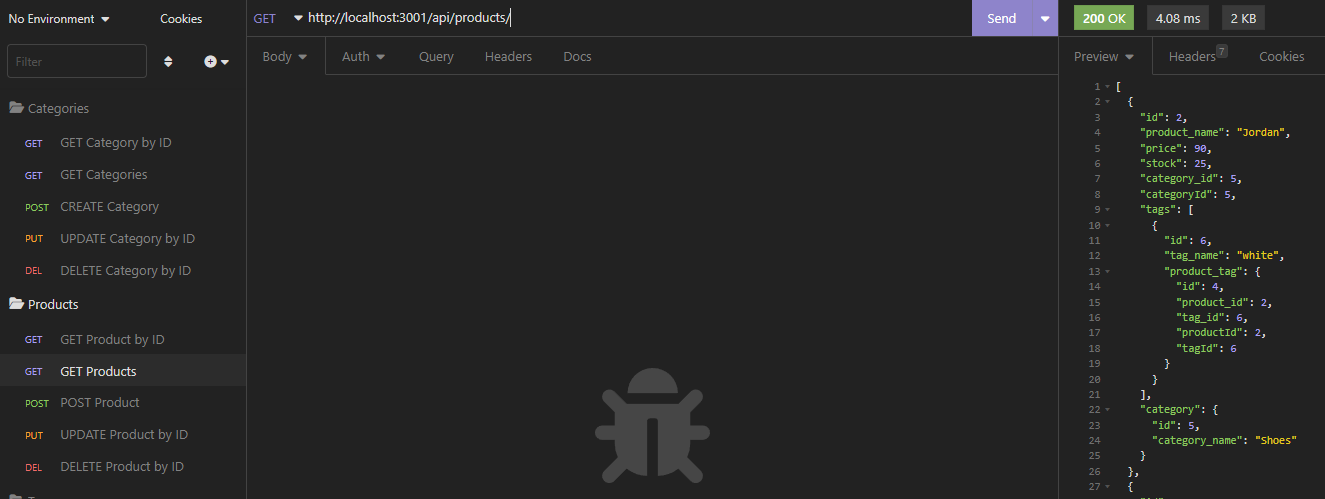 No Environment Cookies
GET http://localhost:3001/api/products/ Send 200 OK 4.08 ms 2 KB
Filter
Body Auth Query Headers Docs
Preview Headers 7 Cookies
Categories
GET GET Category by ID
GET GET Categories
POST CREATE Category
PUT UPDATE Category by ID
DEL DELETE Category by ID
Products
GET GET Product by ID
GET GET Products
POST POST Product
PUT UPDATE Product by ID
DEL DELETE Product by ID
1 [
2 {
3 "id": 2,
4 "product_name": "Jordan",
5 "price": 90,
6 "stock": 25,
7 "category_id": 5,
8 "categoryId": 5,
9 "tags": [
10 {
11 "id": 6,
12 "tag_name": "white",
13 "product_tag": {
14 "id": 4,
15 "product_id": 2,
16 "tag_id": 6,
17 "productId": 2,
18 "tagId": 6
19 }
20 }
21 ],
22 "category": {
23 "id": 5,
24 "category_name": "Shoes"
25 }
26 },
27 {